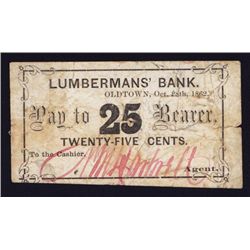 LUMBERMANS' BANK.
OLDTOWN, Oct. 28th, 1862.
Pay to 25 Bearer,
TWENTY-FIVE CENTS.
To the Cashier.
Agent.